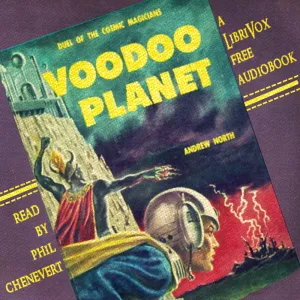 DUEL OF THE COSMIC MAGICIANS
VOODOO
PLANET
ANDREW NORTH
A
LIBRIVOX
FREE
AUDIOBOOK
READ
BY
PHIL
CHENEVERT